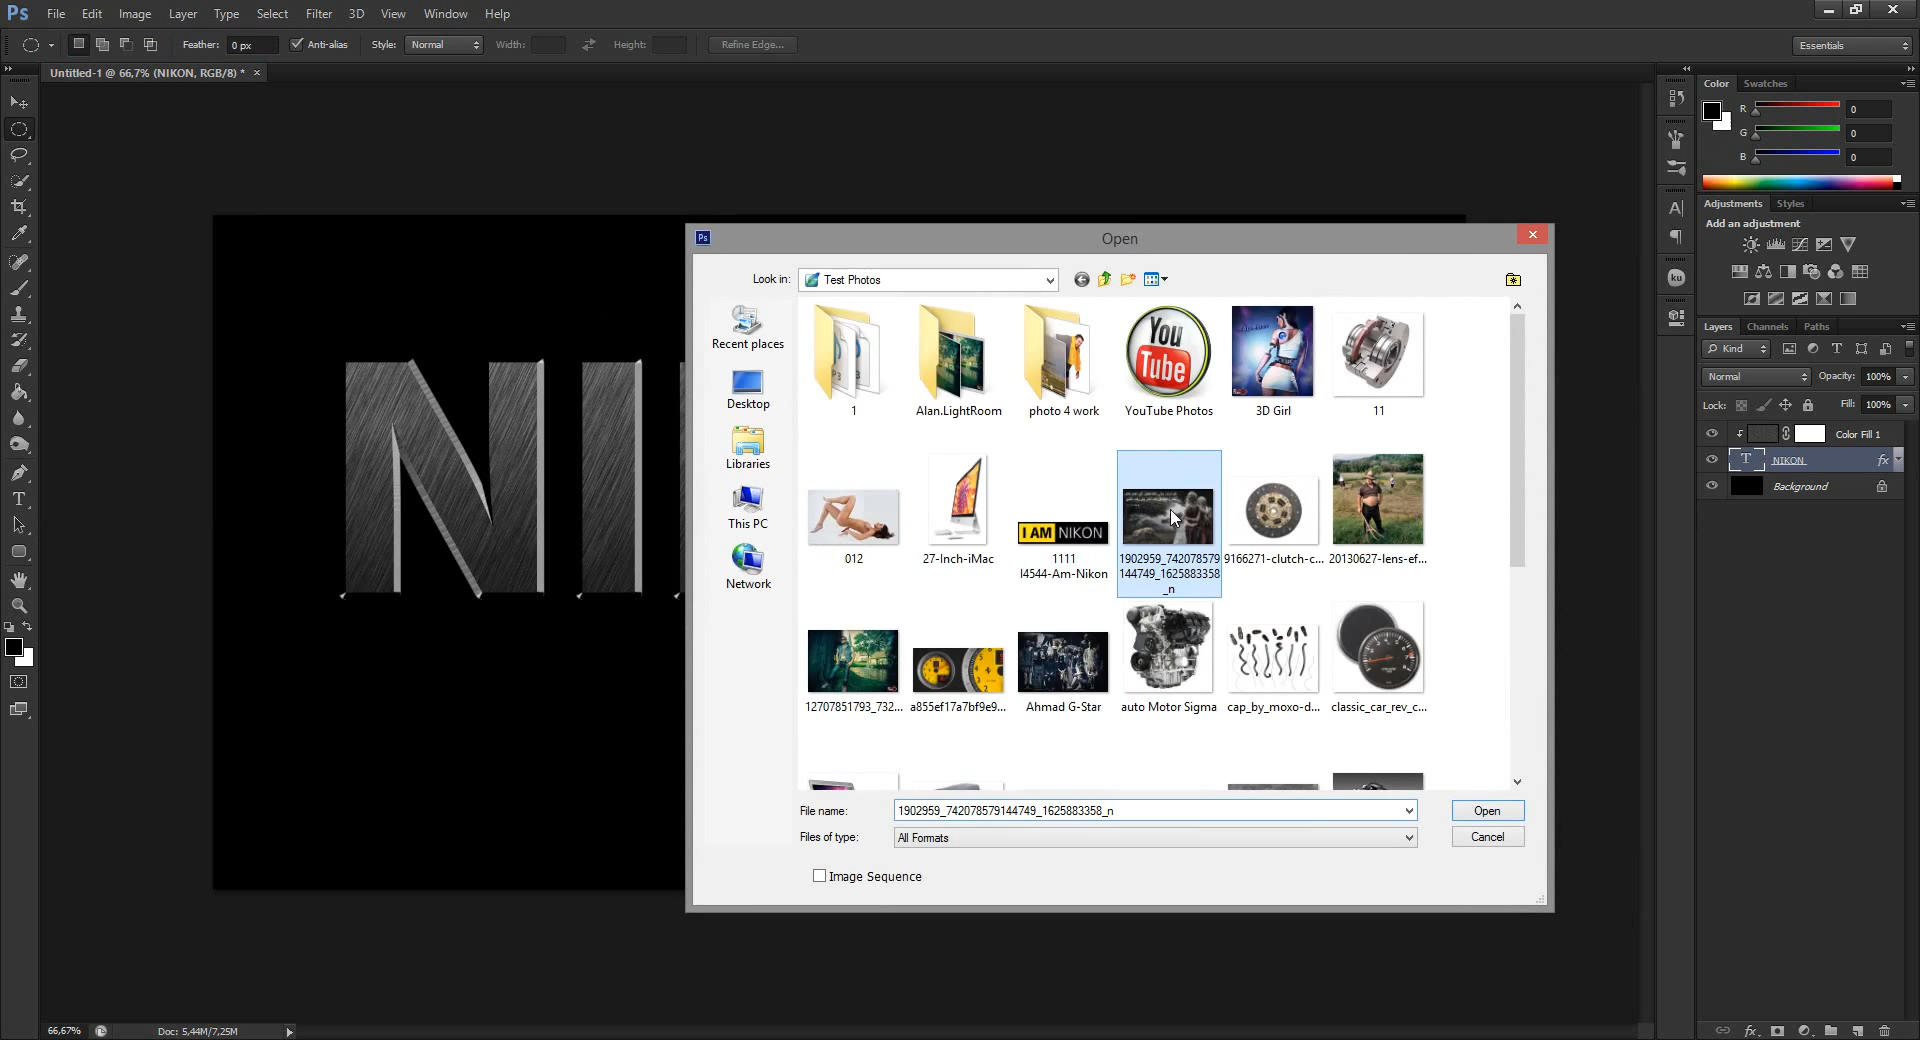 Ps File Edit Image Layer Type Select Filter 3D View Window Help
Feather: 0 px Anti-alias Style: Normal Width: Height: Refine Edge... Essentials
Untitled-1 @ 66,7% (NIKON, RGB/8) * ×
Color Swatches
R 0
G 0
B 0
Adjustments Styles
Add an adjustment
Layers Channels Paths
Kind
Normal Opacity: 100%
Lock: Fill: 100%
Color Fill 1
T NIKON fx
Background
NI
Ps Open
Look in: Test Photos
Recent places
Desktop
Libraries
This PC
Network
You
Tube
1 Alan.LightRoom photo 4 work YouTube Photos 3D Girl 11
I AM NIKON
012 27-Inch-iMac 1111 1902959_742078579 9166271-clutch-c... 20130627-lens-ef...
I4544-Am-Nikon 144749_1625883358
_n
12707851793_732... a855ef17a7bf9e9... Ahmad G-Star auto Motor Sigma cap_by_moxo-d... classic_car_rev_c...
File name: 1902959_742078579144749_1625883358_n Open
Files of type: All Formats Cancel
Image Sequence
66,67% Doc: 5,44M/7,25M